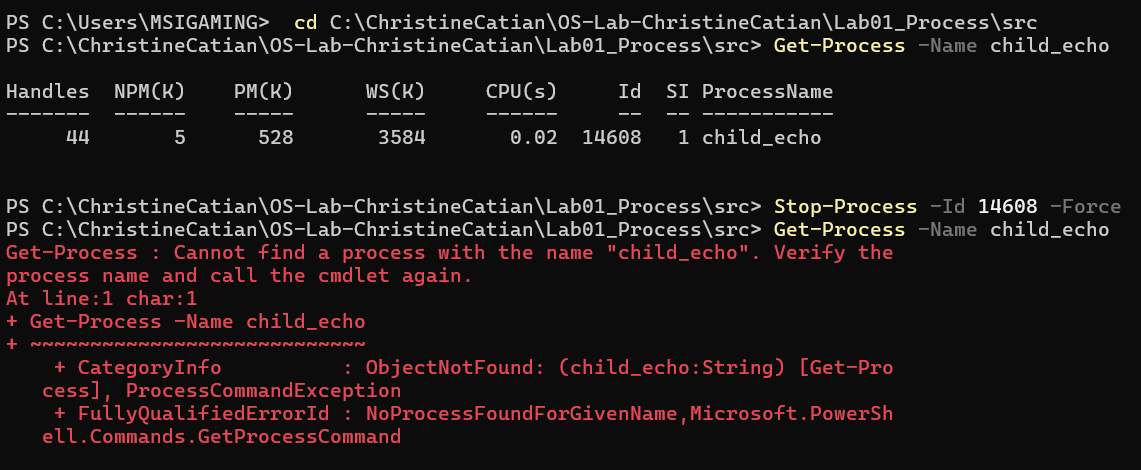 PS C:\Users\MSIGAMING>  cd C:\ChristineCatian\OS-Lab-ChristineCatian\Lab01_Process\src
PS C:\ChristineCatian\OS-Lab-ChristineCatian\Lab01_Process\src> Get-Process -Name child_echo
Handles  NPM(K)    PM(K)      WS(K)     CPU(s)     Id  SI ProcessName
-------  ------    -----      -----     ------     --  -- -----------
     44       5      528       3584       0.02  14608   1 child_echo
PS C:\ChristineCatian\OS-Lab-ChristineCatian\Lab01_Process\src> Stop-Process -Id 14608 -Force
PS C:\ChristineCatian\OS-Lab-ChristineCatian\Lab01_Process\src> Get-Process -Name child_echo
Get-Process : Cannot find a process with the name "child_echo". Verify the
process name and call the cmdlet again.
At line:1 char:1
+ Get-Process -Name child_echo
+ ~~~~~~~~~~~~~~~~~~~~~~~~~~~~
    + CategoryInfo          : ObjectNotFound: (child_echo:String) [Get-Pro
   cess], ProcessCommandException
    + FullyQualifiedErrorId : NoProcessFoundForGivenName,Microsoft.PowerSh
   ell.Commands.GetProcessCommand